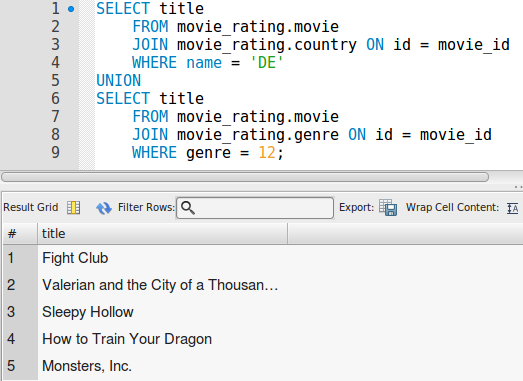 1 SELECT title
2 FROM movie_rating.movie
3 JOIN movie_rating.country ON id = movie_id
4 WHERE name = 'DE'
5 UNION
6 SELECT title
7 FROM movie_rating.movie
8 JOIN movie_rating.genre ON id = movie_id
9 WHERE genre = 12;
Result Grid Filter Rows: Export: Wrap Cell Content: IA
# title
1 Fight Club
2 Valerian and the City of a Thousan...
3 Sleepy Hollow
4 How to Train Your Dragon
5 Monsters, Inc.